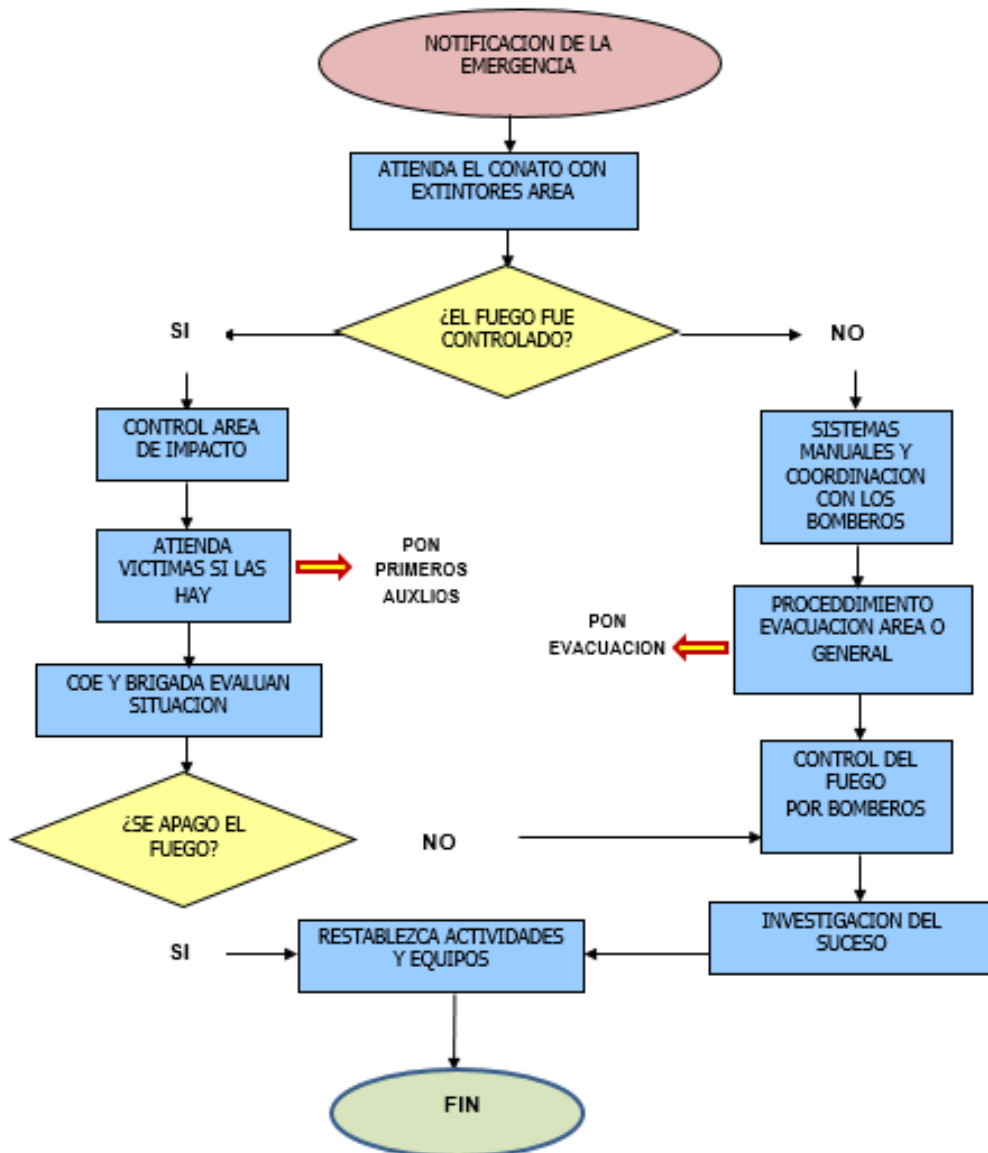 NOTIFICACION DE LA
EMERGENCIA
ATIENDA EL CONATO CON
EXTINTORES AREA
¿EL FUEGO FUE
CONTROLADO?
SI
NO
CONTROL AREA
DE IMPACTO
SISTEMAS
MANUALES Y
COORDINACION
CON LOS
BOMBEROS
ATIENDA
VICTIMAS SI LAS
HAY
PON
PRIMEROS
AUXLIOS
PON
EVACUACION
PROCEDDIMIENTO
EVACUACION AREA O
GENERAL
COE Y BRIGADA EVALUAN
SITUACION
CONTROL DEL
FUEGO
POR BOMBEROS
¿SE APAGO EL
FUEGO?
NO
SI
RESTABLEZCA ACTIVIDADES
Y EQUIPOS
INVESTIGACION DEL
SUCESO
FIN